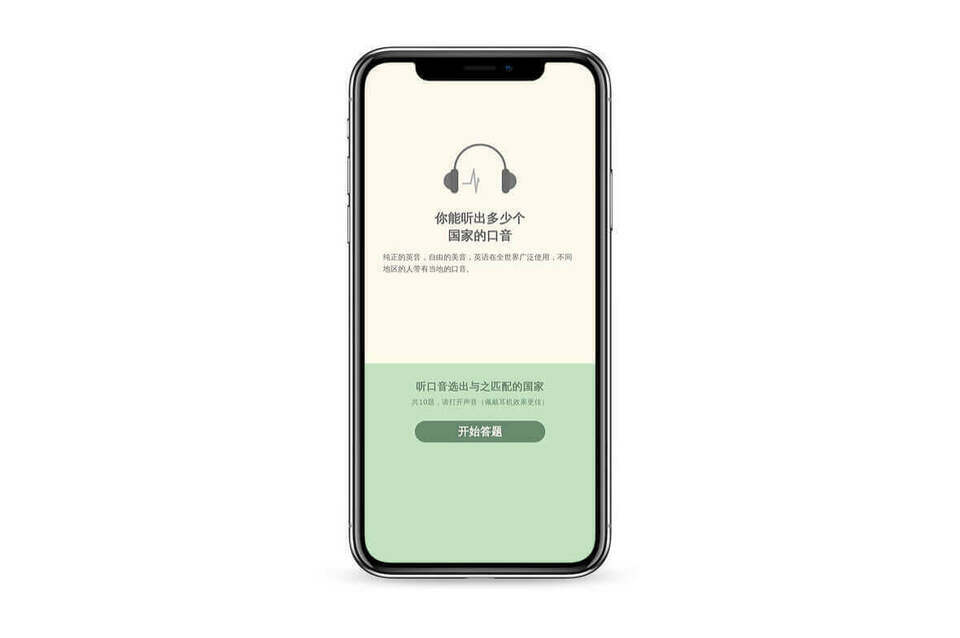 你能听出多少个
国家的口音
纯正的英音，自由的美音，英语在全世界广泛使用，不同
地区的人带有当地的口音。
听口音选出与之匹配的国家
共10题，请打开声音（佩戴耳机效果更佳）
开始答题